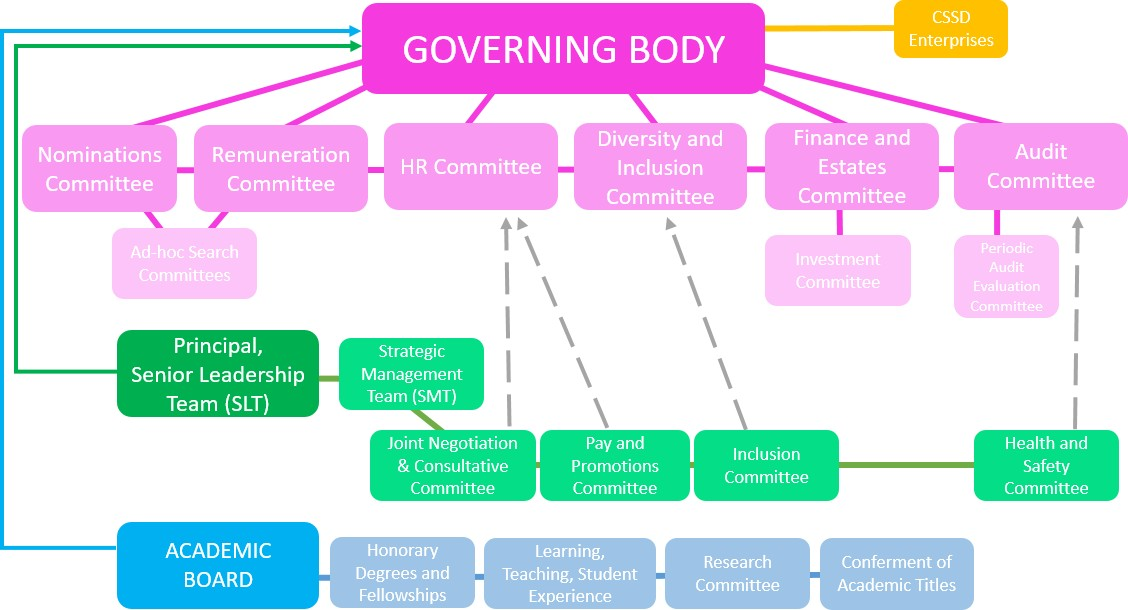 GOVERNING BODY
CSSD
Enterprises
Nominations
Committee
Remuneration
Committee
HR Committee
Diversity and
Inclusion
Committee
Finance and
Estates
Committee
Audit
Committee
Ad-hoc Search
Committees
Investment
Committee
Periodic
Audit
Evaluation
Committee
Principal,
Senior Leadership
Team (SLT)
Strategic
Management
Team (SMT)
Joint Negotiation
& Consultative
Committee
Pay and
Promotions
Committee
Inclusion
Committee
Health and
Safety
Committee
ACADEMIC
BOARD
Honorary
Degrees and
Fellowships
Learning,
Teaching, Student
Experience
Research
Committee
Conferment of
Academic Titles